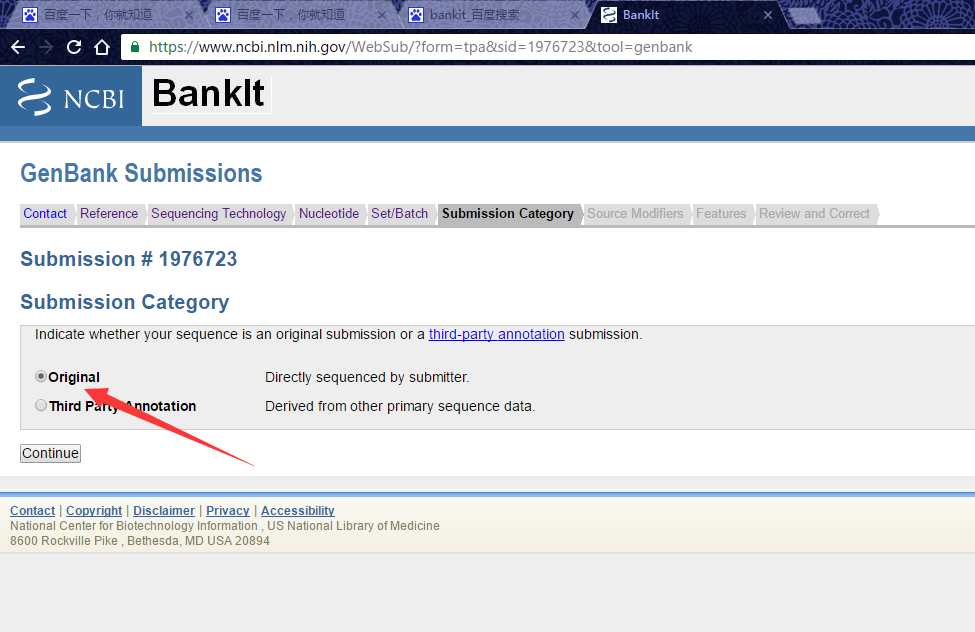 百度一下，你就知道 百度一下，你就知道 bankit_百度搜索 BankIt
https://www.ncbi.nlm.nih.gov/WebSub/?form=tpa&sid=1976723&tool=genbank
NCBI BankIt
GenBank Submissions
Contact Reference Sequencing Technology Nucleotide Set/Batch Submission Category Source Modifiers Features Review and Correct
Submission # 1976723
Submission Category
Indicate whether your sequence is an original submission or a third-party annotation submission.
Original Directly sequenced by submitter.
Third Party Annotation Derived from other primary sequence data.
Continue
Contact | Copyright | Disclaimer | Privacy | Accessibility
National Center for Biotechnology Information , US National Library of Medicine
8600 Rockville Pike , Bethesda, MD USA 20894